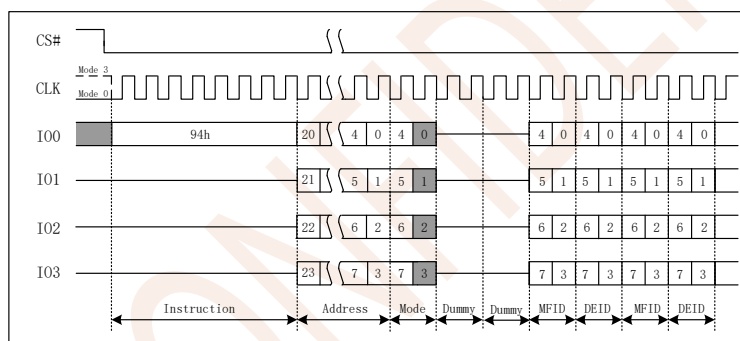 CS#
Mode 3
CLK
Mode 0
IO0 94h 20 4 0 4 0 4 0 4 0 4 0 4 0
IO1 21 5 1 5 1 5 1 5 1 5 1 5 1
IO2 22 6 2 6 2 6 2 6 2 6 2 6 2
IO3 23 7 3 7 3 7 3 7 3 7 3 7 3
Instruction Address Mode Dummy Dummy MFID DEID MFID DEID